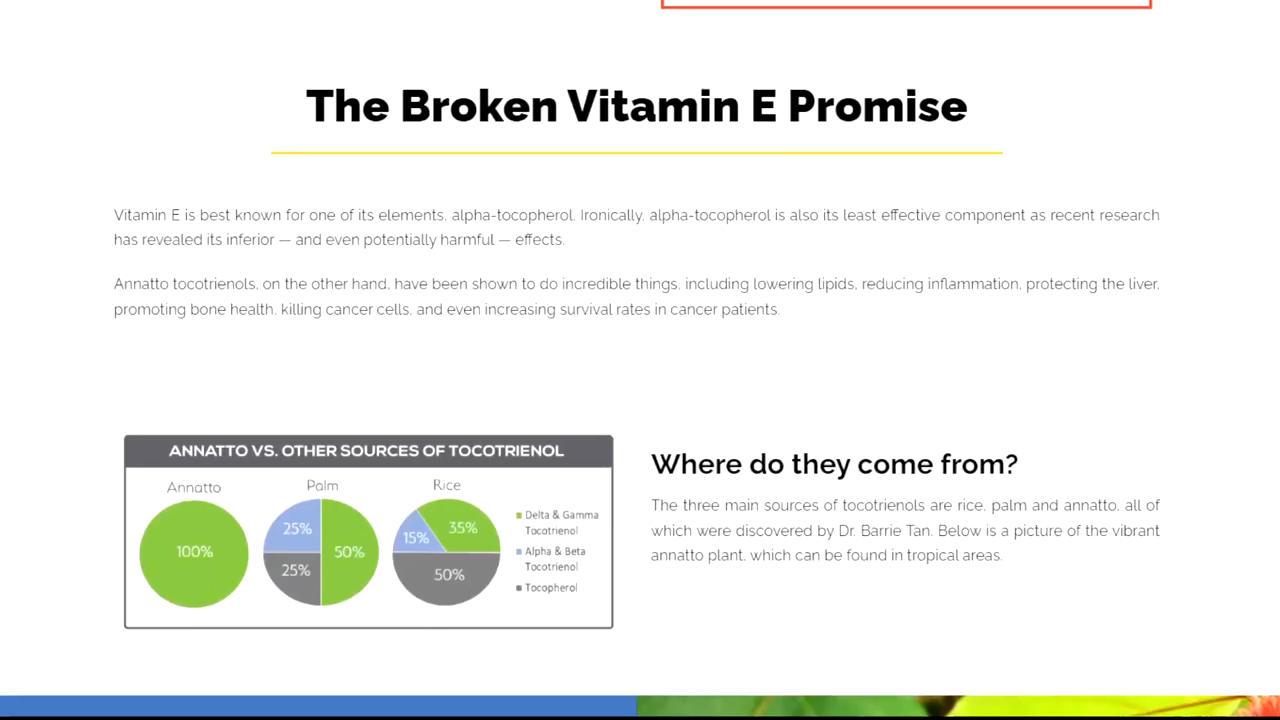 The Broken Vitamin E Promise
Vitamin E is best known for one of its elements, alpha-tocopherol. Ironically, alpha-tocopherol is also its least effective component as recent research
has revealed its inferior — and even potentially harmful — effects.
Annatto tocotrienols, on the other hand, have been shown to do incredible things, including lowering lipids, reducing inflammation, protecting the liver,
promoting bone health, killing cancer cells, and even increasing survival rates in cancer patients.
ANNATTO VS. OTHER SOURCES OF TOCOTRIENOL
Annatto
100%
Palm
25%
50%
25%
Rice
35%
15%
50%
Delta & Gamma
Tocotrienol
Alpha & Beta
Tocotrienol
Tocopherol
Where do they come from?
The three main sources of tocotrienols are rice, palm and annatto, all of
which were discovered by Dr. Barrie Tan. Below is a picture of the vibrant
annatto plant, which can be found in tropical areas.